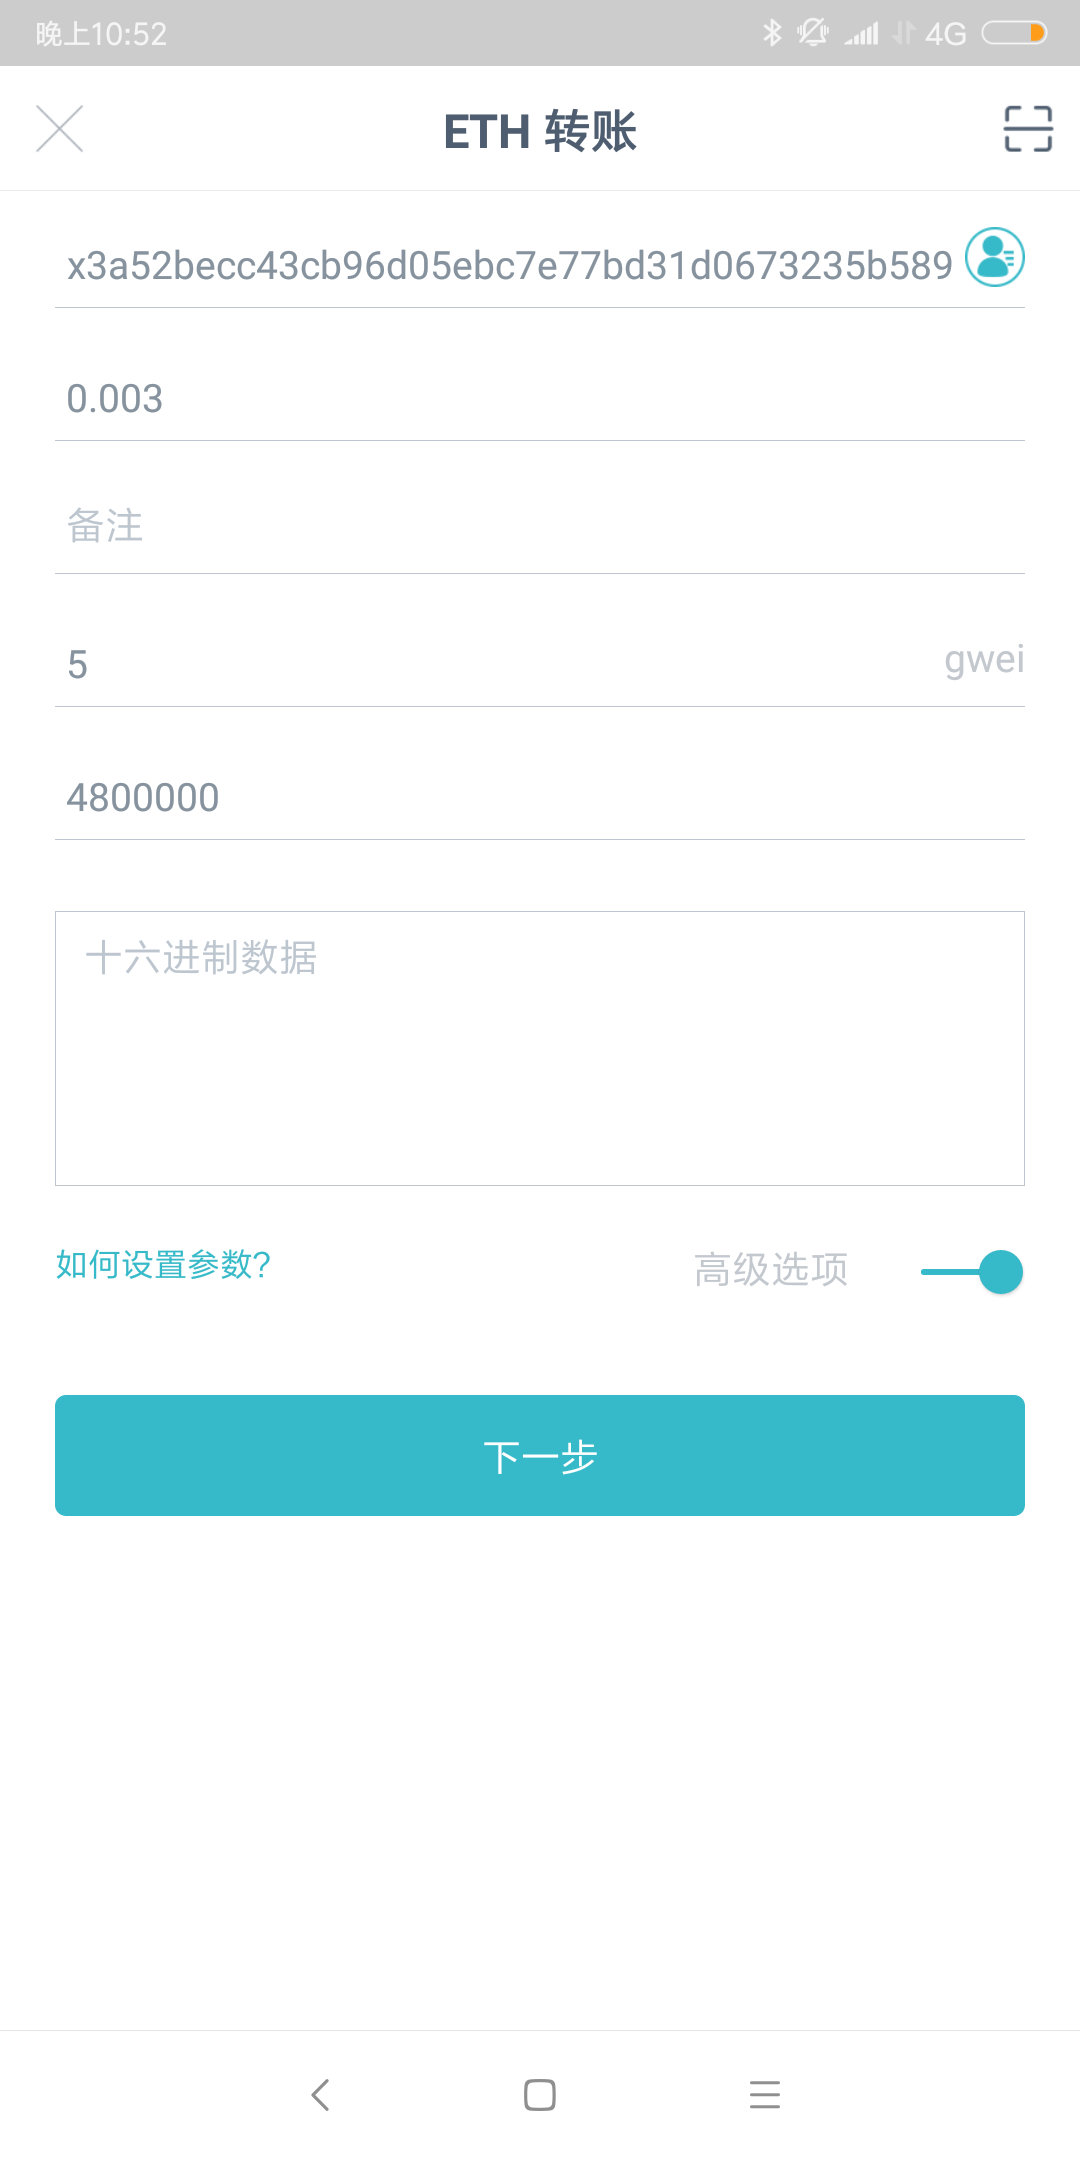 晚上10:52
4G
ETH 转账
x3a52becc43cb96d05ebc7e77bd31d0673235b589
0.003
备注
5
gwei
4800000
十六进制数据
如何设置参数?
高级选项
下一步